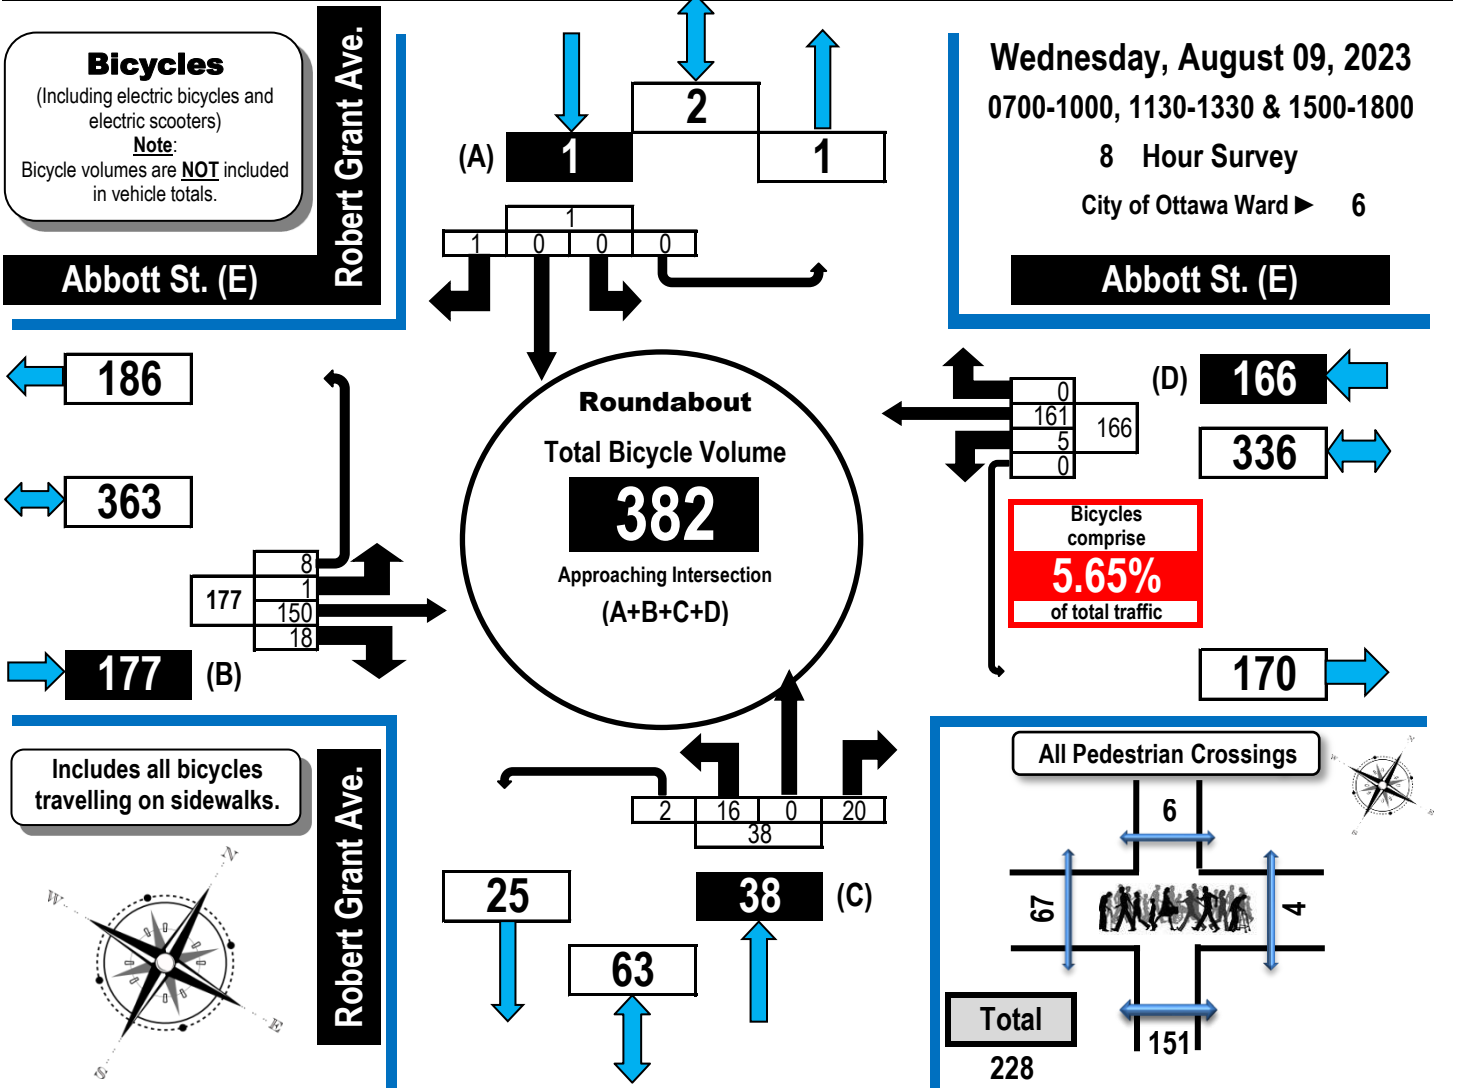 Bicycles
(Including electric bicycles and
electric scooters)
Note:
Bicycle volumes are NOT included
in vehicle totals.
Robert Grant Ave.
Abbott St. (E)
2
(A)
1
1
1
1
0
0
0
Wednesday, August 09, 2023
0700-1000, 1130-1330 & 1500-1800
8 Hour Survey
City of Ottawa Ward ► 6
Abbott St. (E)
186
363
8
1
150
18
177
177
(B)
Roundabout
Total Bicycle Volume
382
Approaching Intersection
(A+B+C+D)
(D)
166
0
161
5
0
166
336
Bicycles
comprise
5.65%
of total traffic
170
Includes all bicycles
travelling on sidewalks.
Robert Grant Ave.
N
W
E
S
2
16
0
20
38
25
38
(C)
63
All Pedestrian Crossings
N
W
E
S
6
67
4
151
Total
228